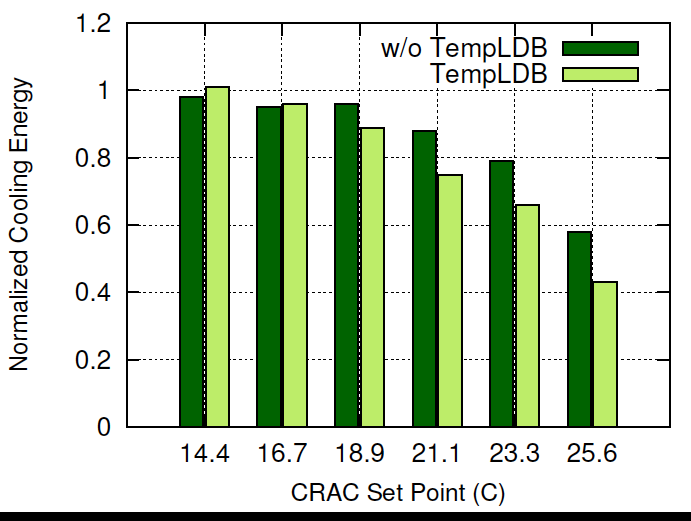 1.2
1
0.8
0.6
0.4
0.2
0
Normalized Cooling Energy
w/o TempLDB
TempLDB
14.4 16.7 18.9 21.1 23.3 25.6
CRAC Set Point (C)